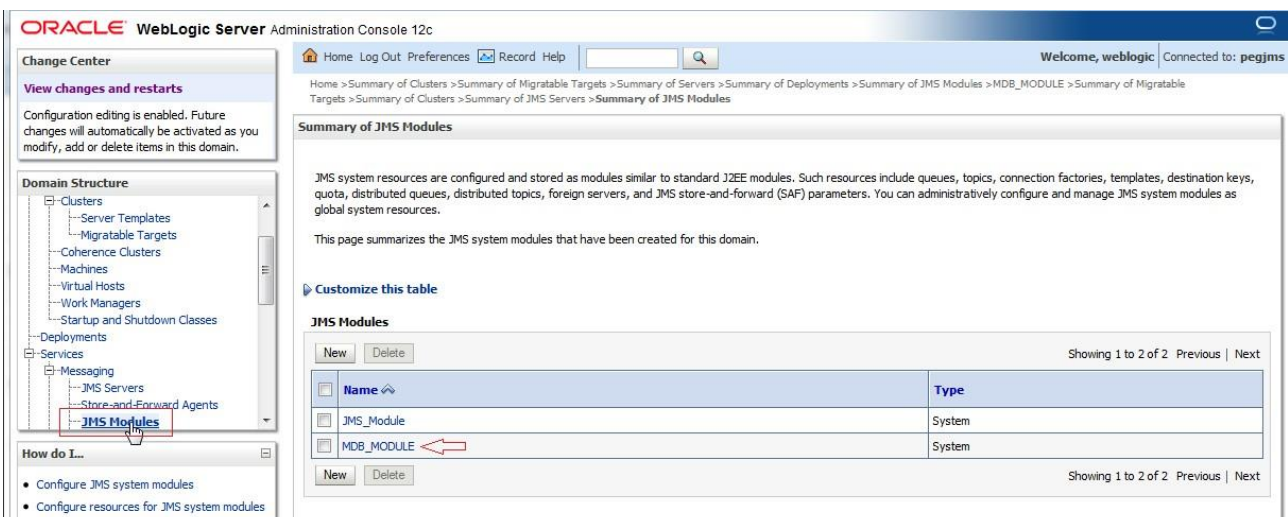 ORACLE WebLogic Server Administration Console 12c
Change Center
View changes and restarts
Configuration editing is enabled. Future
changes will automatically be activated as you
modify, add or delete items in this domain.
Domain Structure
Clusters
Server Templates
Migratable Targets
Coherence Clusters
Machines
Virtual Hosts
Work Managers
Startup and Shutdown Classes
Deployments
Services
Messaging
JMS Servers
Store-and-Forward Agents
JMS Modules
How do I...
Configure JMS system modules
Configure resources for JMS system modules
Home Log Out Preferences Record Help
Welcome, weblogic Connected to: pegjms
Home >Summary of Clusters >Summary of Migratable Targets >Summary of Servers >Summary of Deployments >Summary of JMS Modules >MDB_MODULE >Summary of Migratable
Targets >Summary of Clusters >Summary of JMS Servers >Summary of JMS Modules
Summary of JMS Modules
JMS system resources are configured and stored as modules similar to standard J2EE modules. Such resources include queues, topics, connection factories, templates, destination keys,
quota, distributed queues, distributed topics, foreign servers, and JMS store-and-forward (SAF) parameters. You can administratively configure and manage JMS system modules as
global system resources.
This page summarizes the JMS system modules that have been created for this domain.
Customize this table
JMS Modules
New Delete Showing 1 to 2 of 2 Previous | Next
Name Type
JMS_Module System
MDB_MODULE System
New Delete Showing 1 to 2 of 2 Previous | Next